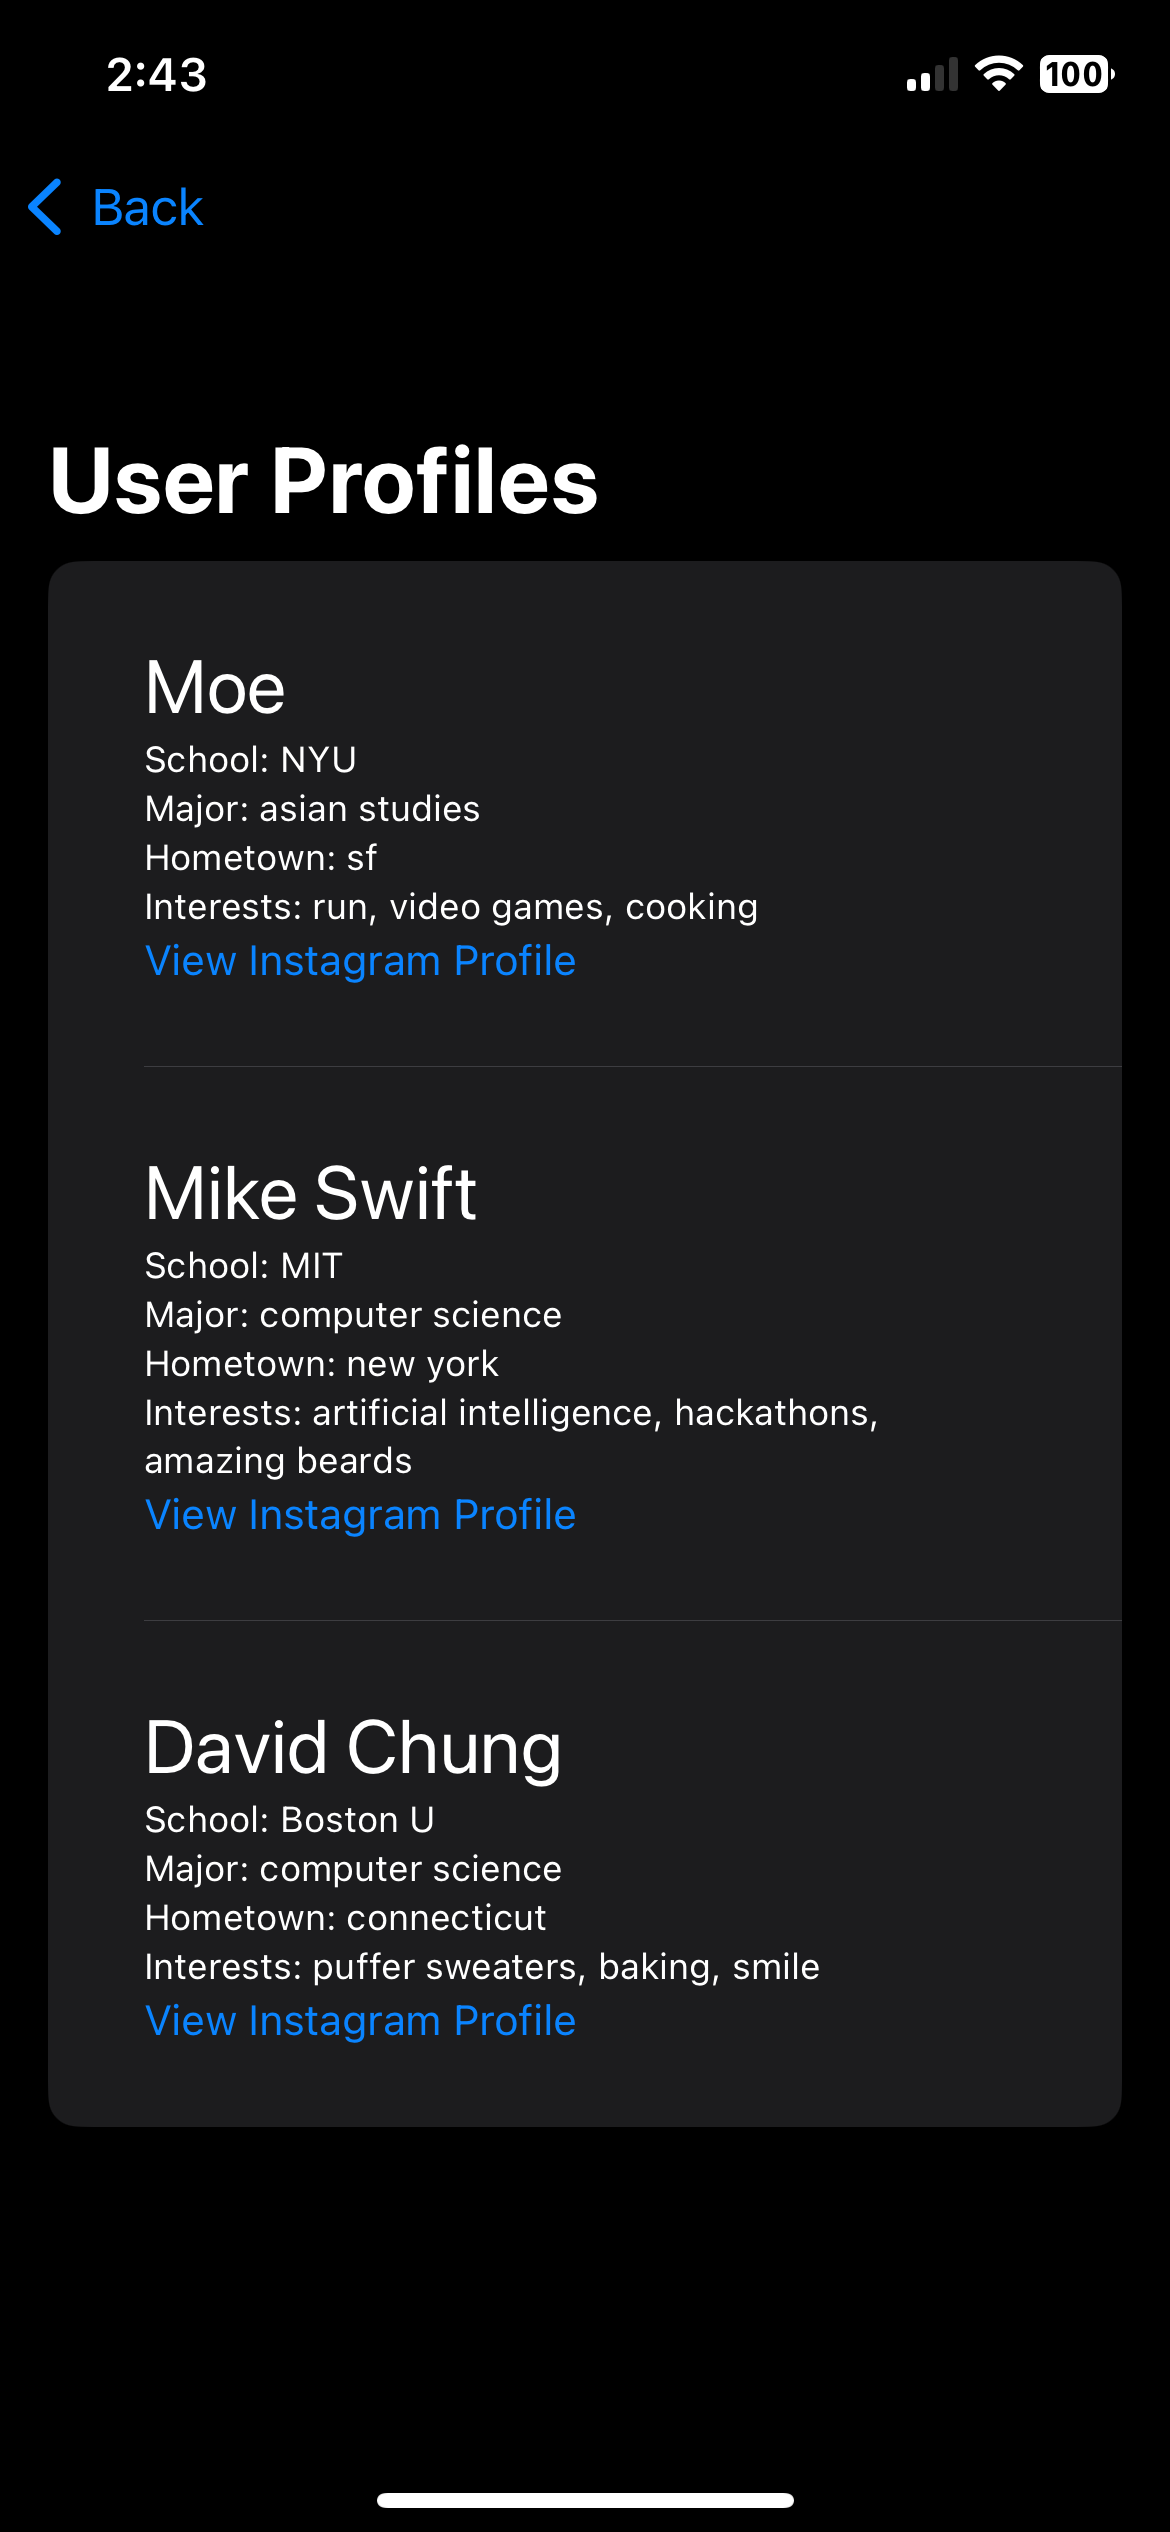 2:43
100
Back
User Profiles
Moe
School: NYU
Major: asian studies
Hometown: sf
Interests: run, video games, cooking
View Instagram Profile
Mike Swift
School: MIT
Major: computer science
Hometown: new york
Interests: artificial intelligence, hackathons,
amazing beards
View Instagram Profile
David Chung
School: Boston U
Major: computer science
Hometown: connecticut
Interests: puffer sweaters, baking, smile
View Instagram Profile